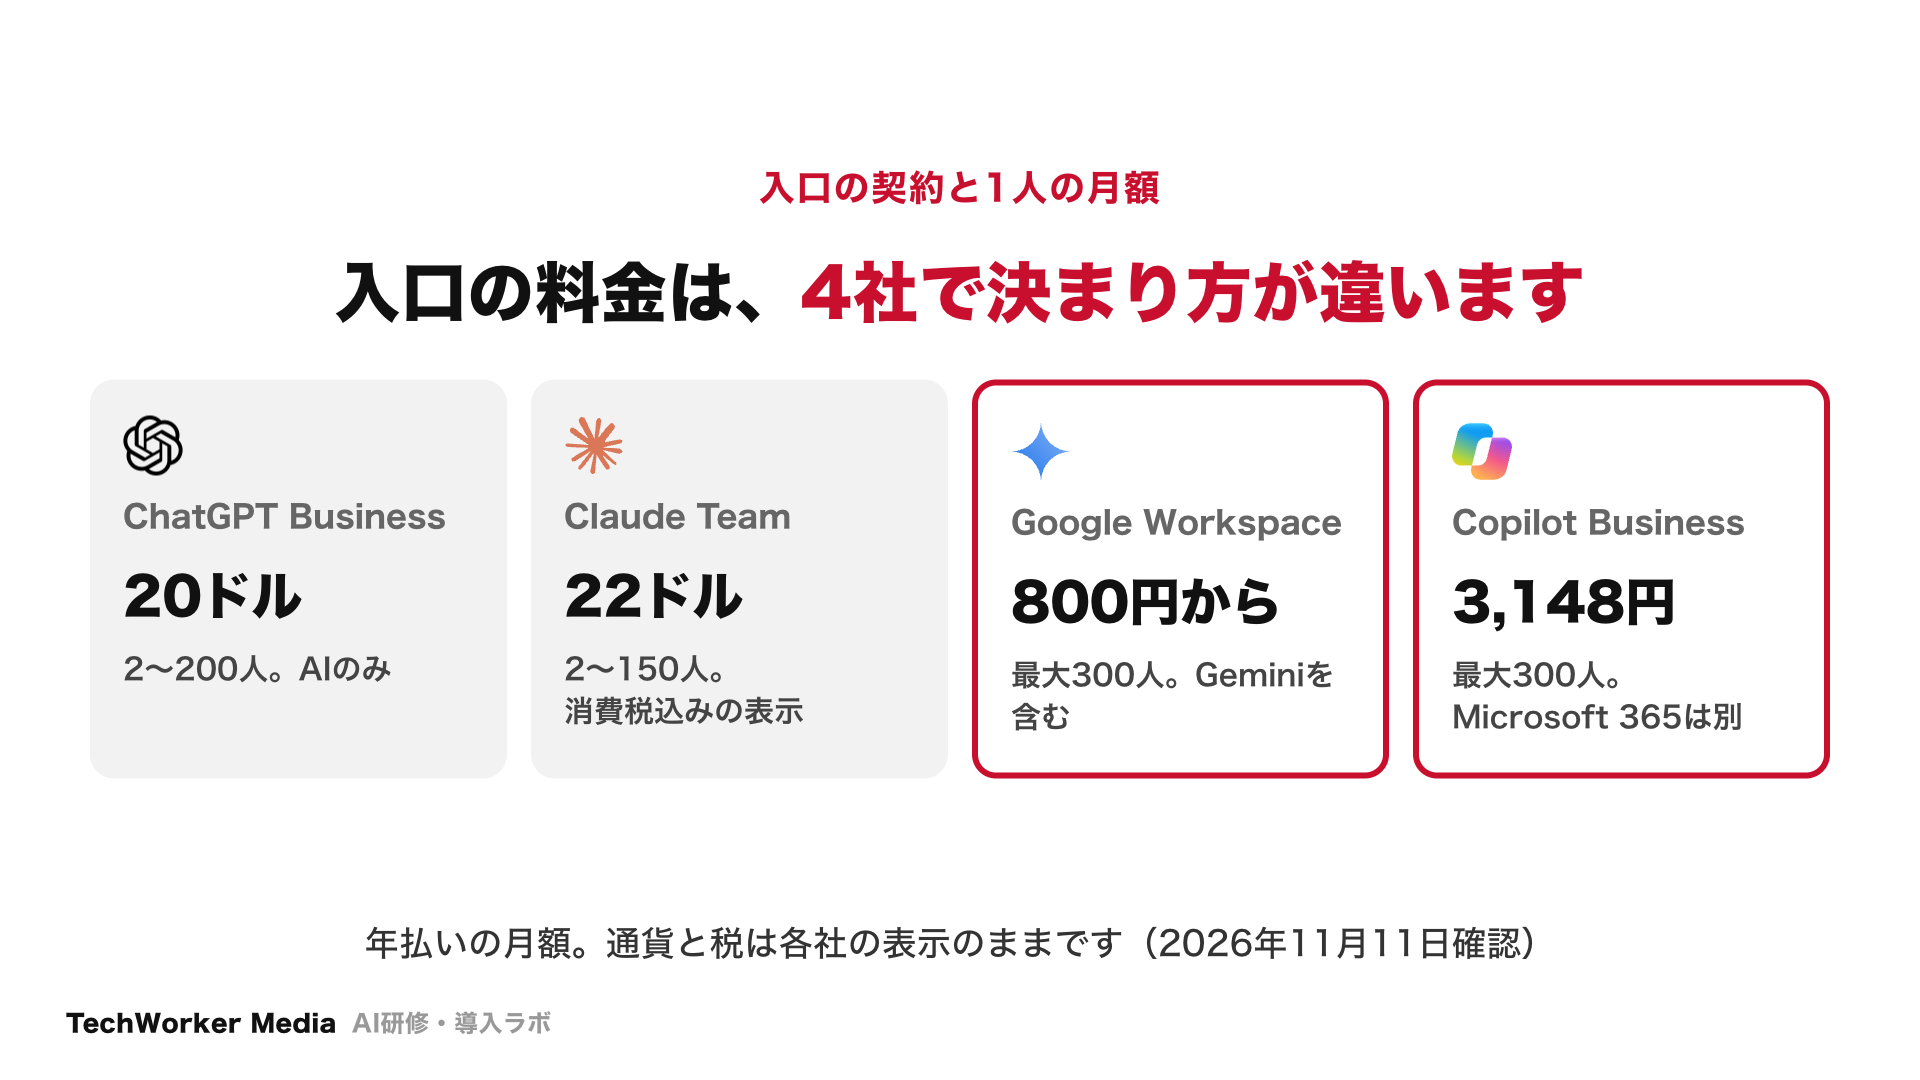 入口の契約と1人の月額
入口の料金は、4社で決まり方が違います
ChatGPT Business
20ドル
2〜200人。AIのみ
Claude Team
22ドル
2〜150人。
消費税込みの表示
Google Workspace
800円から
最大300人。Geminiを
含む
Copilot Business
3,148円
最大300人。
Microsoft 365は別
年払いの月額。通貨と税は各社の表示のままです（2026年11月11日確認）
TechWorker Media AI研修・導入ラボ